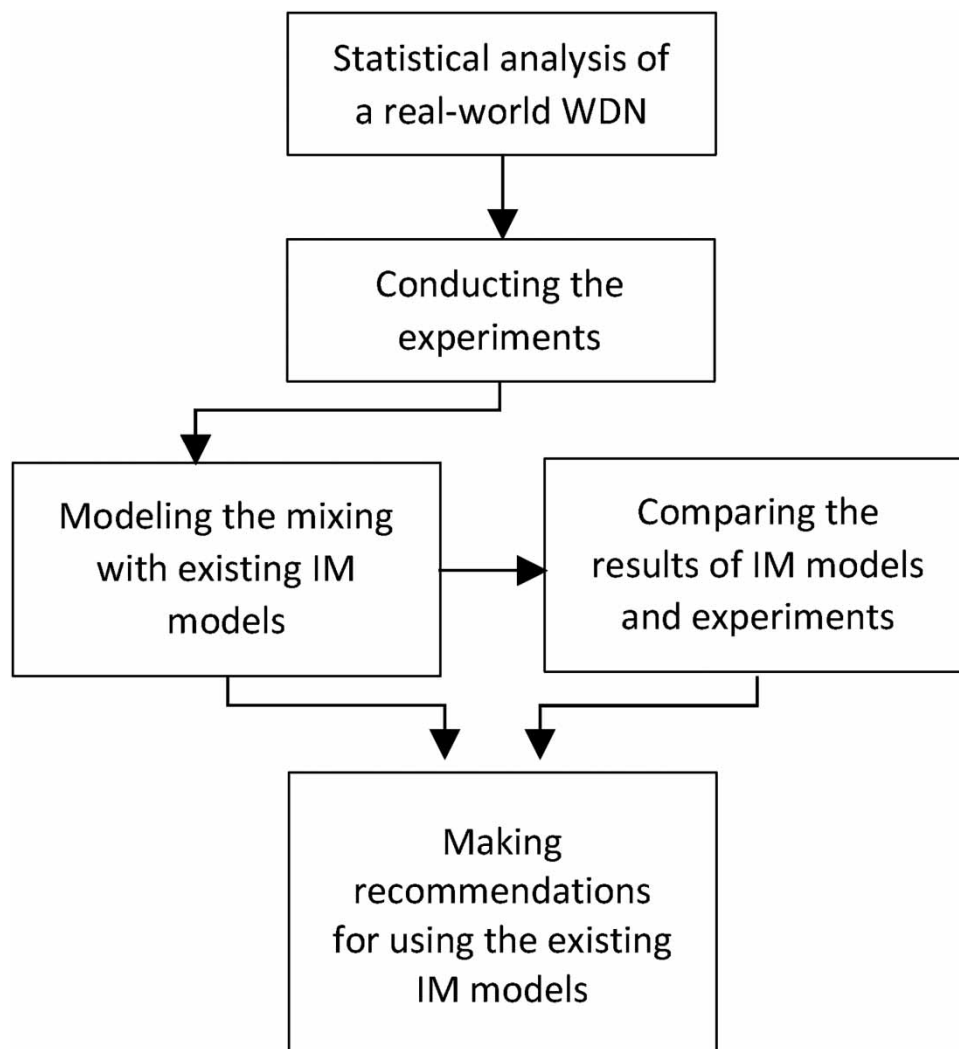 Statistical analysis of
a real-world WDN
Conducting the
experiments
Modeling the mixing
with existing IM
models
Comparing the
results of IM models
and experiments
Making
recommendations
for using the existing
IM models